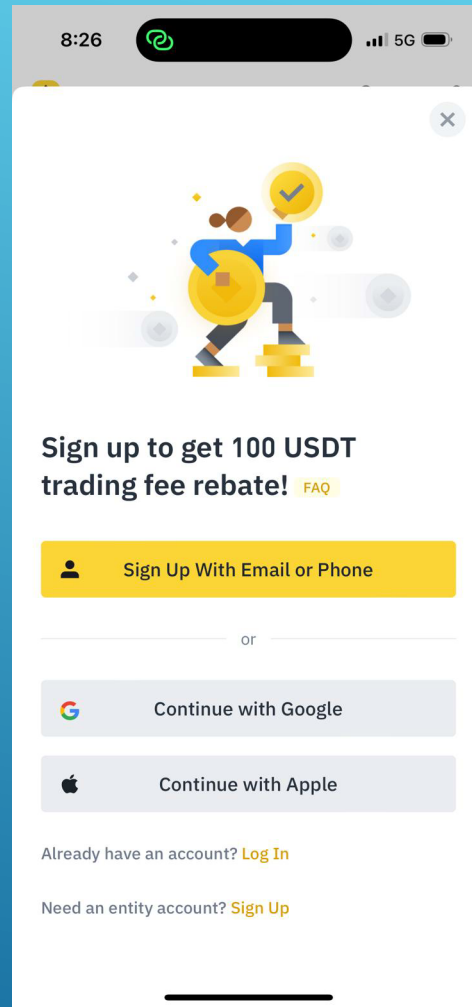 8:26
5G
Sign up to get 100 USDT
trading fee rebate! FAQ
Sign Up With Email or Phone
or
Continue with Google
Continue with Apple
Already have an account? Log In
Need an entity account? Sign Up